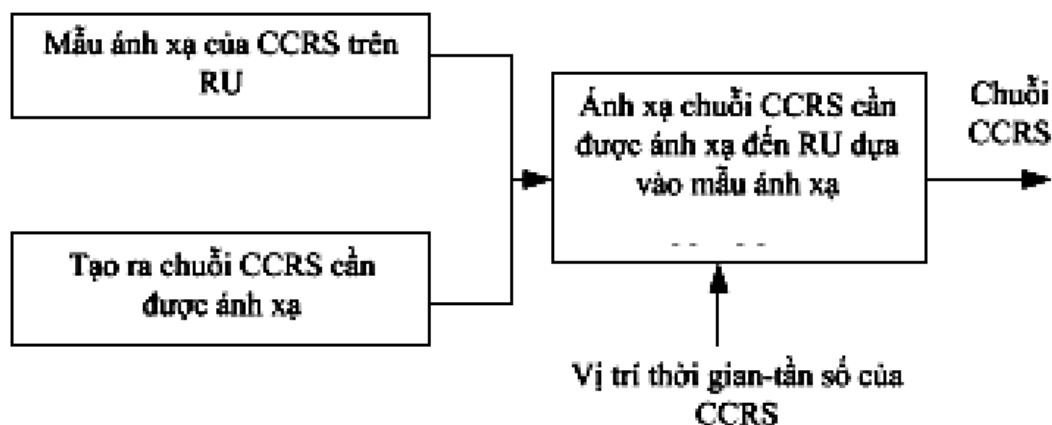 Mẫu ánh xạ của CCRS trên
RU
Tạo ra chuỗi CCRS cần
được ánh xạ
Ánh xạ chuỗi CCRS cần
được ánh xạ đến RU dựa
vào mẫu ánh xạ
Vị trí thời gian-tần số của
CCRS
Chuỗi
CCRS